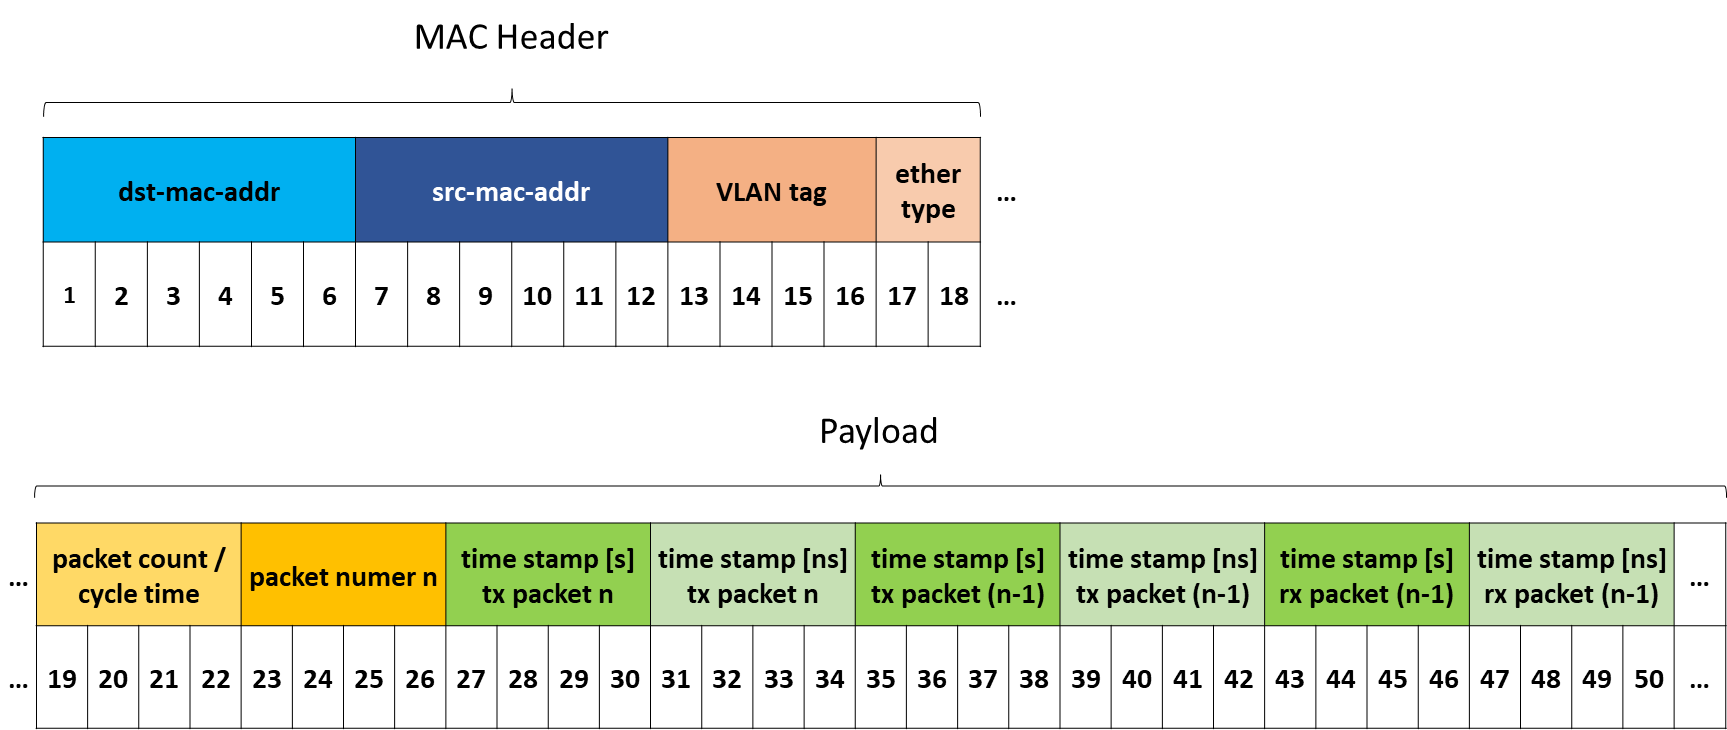 MAC Header
dst-mac-addr src-mac-addr VLAN tag ether type ...
1 2 3 4 5 6 7 8 9 10 11 12 13 14 15 16 17 18 ...
Payload
... packet count / cycle time packet numer n time stamp [s] tx packet n time stamp [ns] tx packet n time stamp [s] tx packet (n-1) time stamp [ns] tx packet (n-1) time stamp [s] rx packet (n-1) time stamp [ns] rx packet (n-1) ...
... 19 20 21 22 23 24 25 26 27 28 29 30 31 32 33 34 35 36 37 38 39 40 41 42 43 44 45 46 47 48 49 50 ...